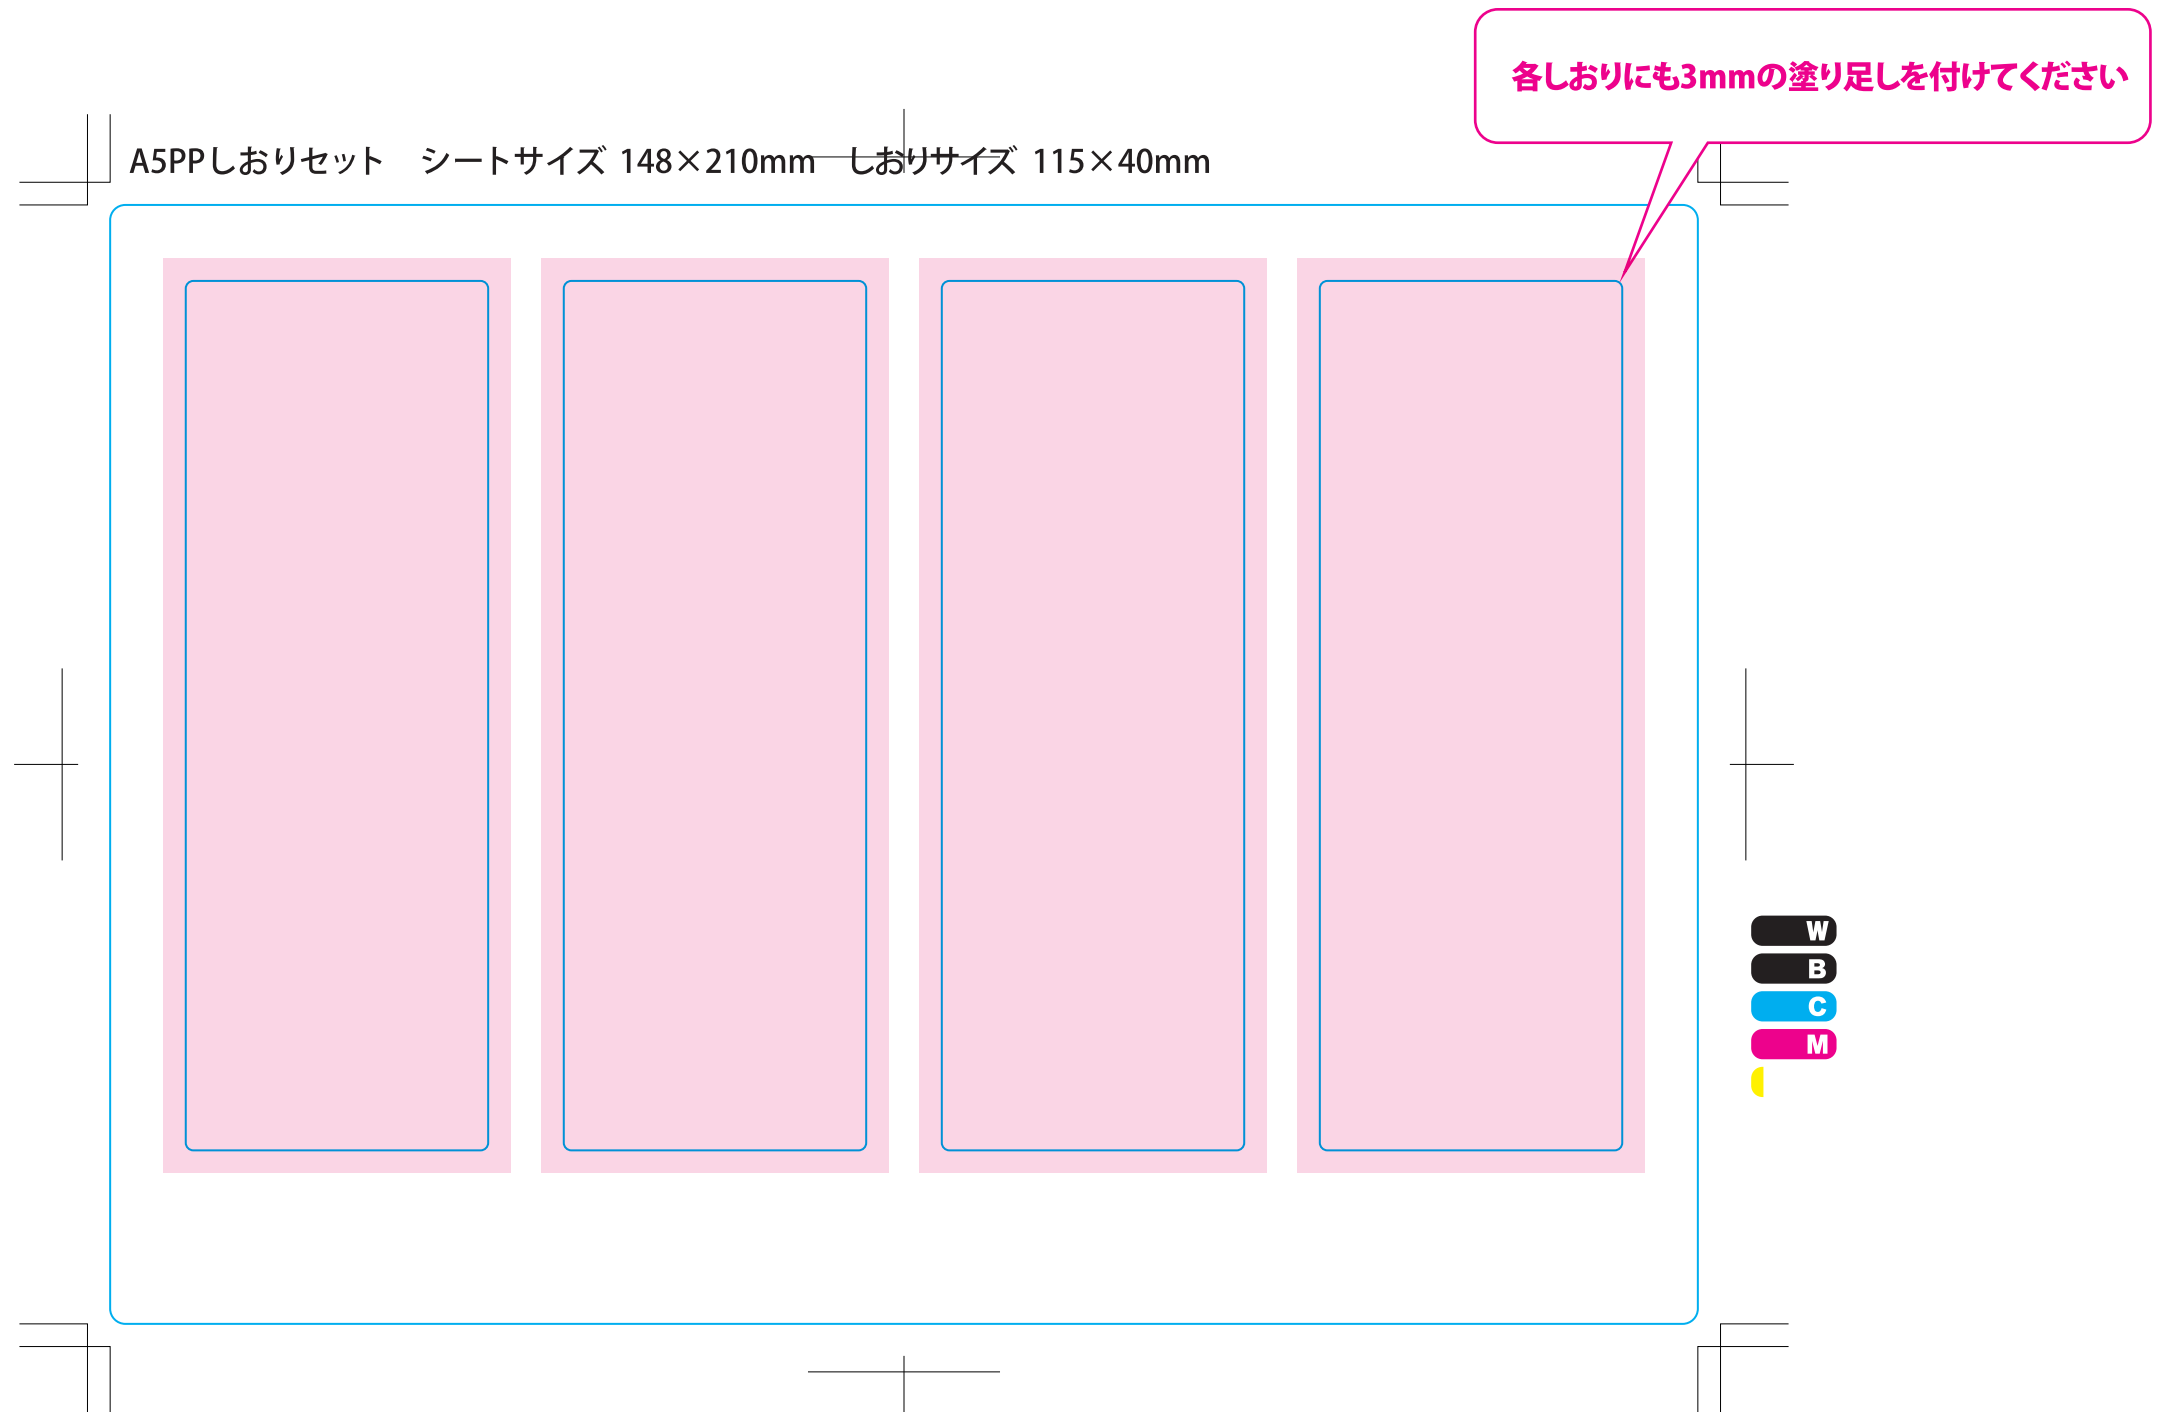 各しおりにも3mmの塗り足しを付けてください
A5PPしおりセット　シートサイズ 148×210mm　しおりサイズ 115×40mm
W
B
C
M